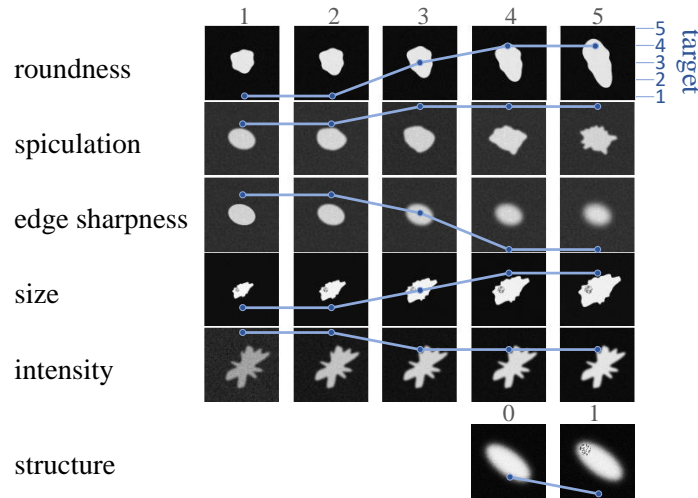 1 2 3 4 5
roundness
5
4
3
2
1
target
spiculation
edge sharpness
size
intensity
0 1
structure